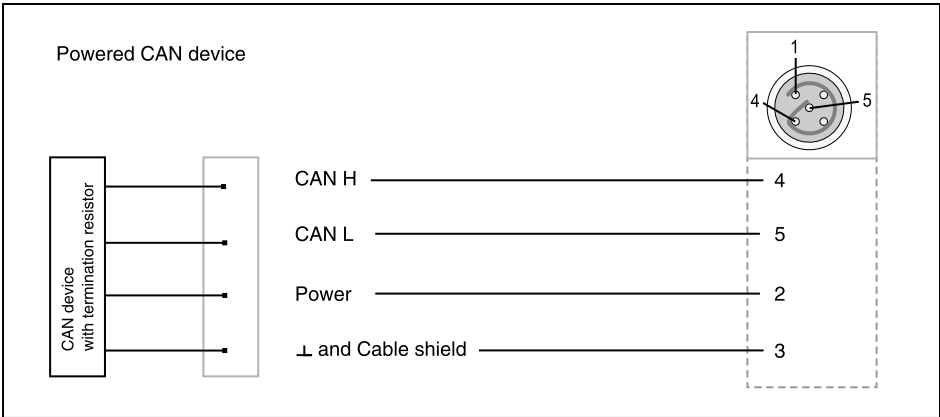 Powered CAN device
1
4
5
CAN device
with termination resistor
CAN H 4
CAN L 5
Power 2
⊥ and Cable shield 3